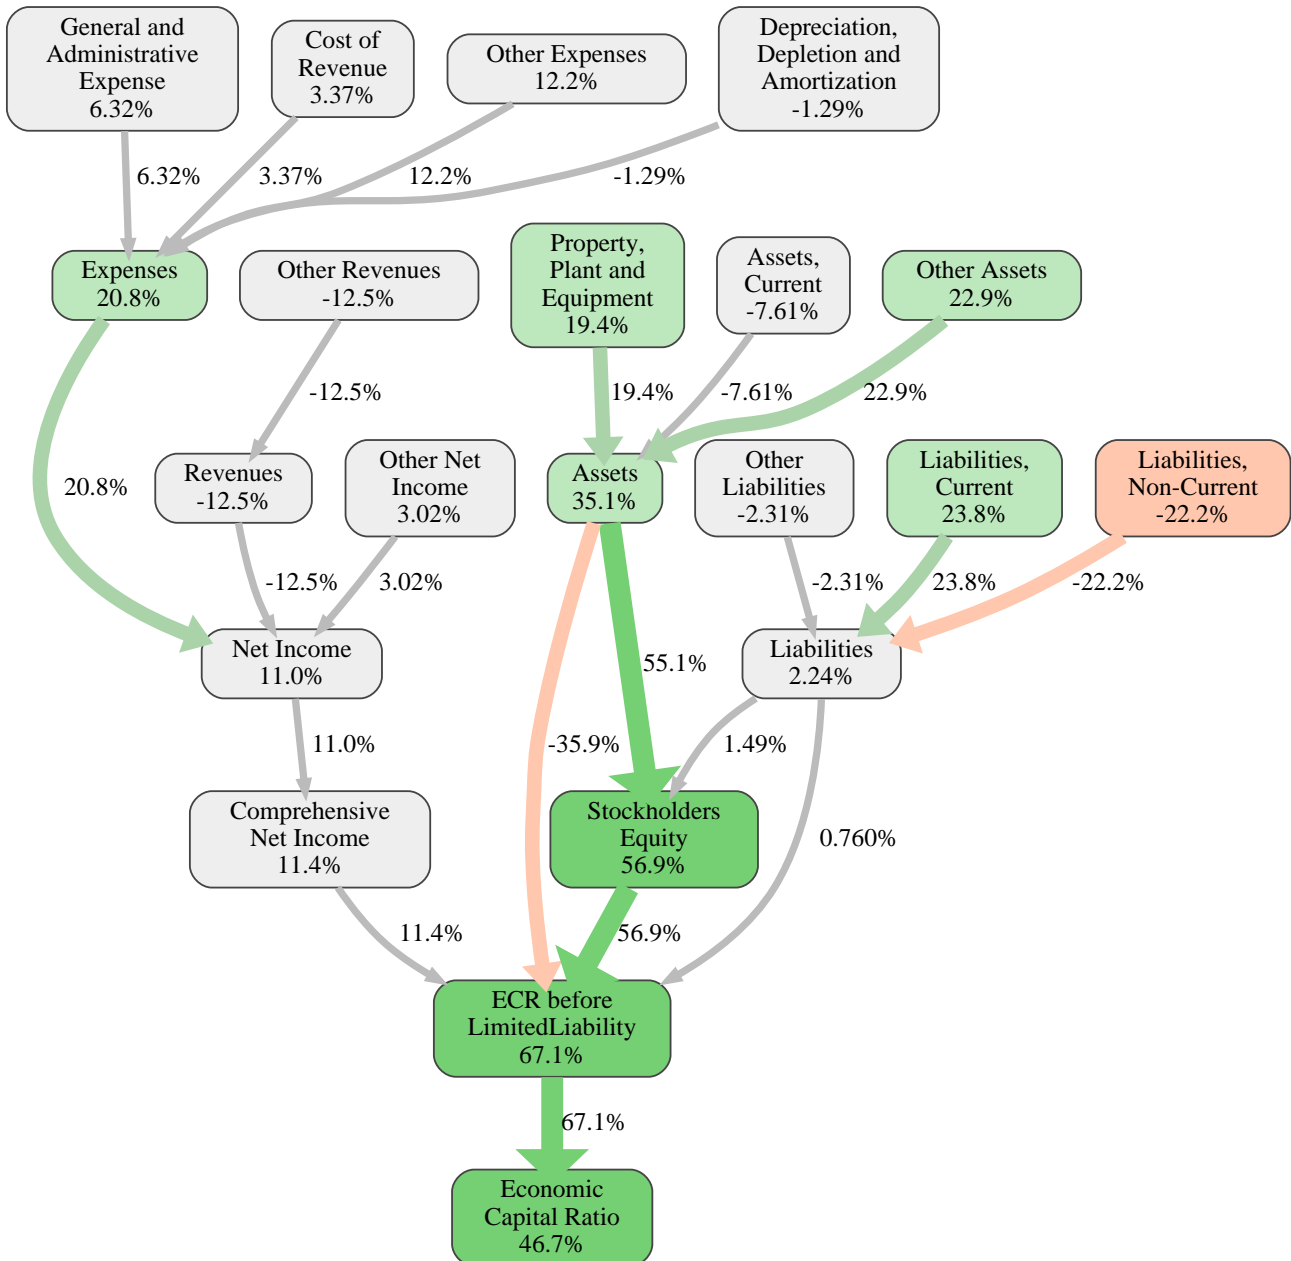 General and
Administrative
Expense
6.32%
Cost of
Revenue
3.37%
Other Expenses
12.2%
Depreciation,
Depletion and
Amortization
-1.29%
6.32%
3.37%
12.2%
-1.29%
Expenses
20.8%
Other Revenues
-12.5%
Property,
Plant and
Equipment
19.4%
Assets,
Current
-7.61%
Other Assets
22.9%
-12.5%
19.4%
-7.61%
22.9%
20.8%
Revenues
-12.5%
Other Net
Income
3.02%
Assets
35.1%
Other
Liabilities
-2.31%
Liabilities,
Current
23.8%
Liabilities,
Non-Current
-22.2%
-12.5%
3.02%
-2.31%
23.8%
-22.2%
Net Income
11.0%
55.1%
Liabilities
2.24%
11.0%
-35.9%
1.49%
Comprehensive
Net Income
11.4%
Stockholders
Equity
56.9%
0.760%
11.4%
56.9%
ECR before
LimitedLiability
67.1%
67.1%
Economic
Capital Ratio
46.7%